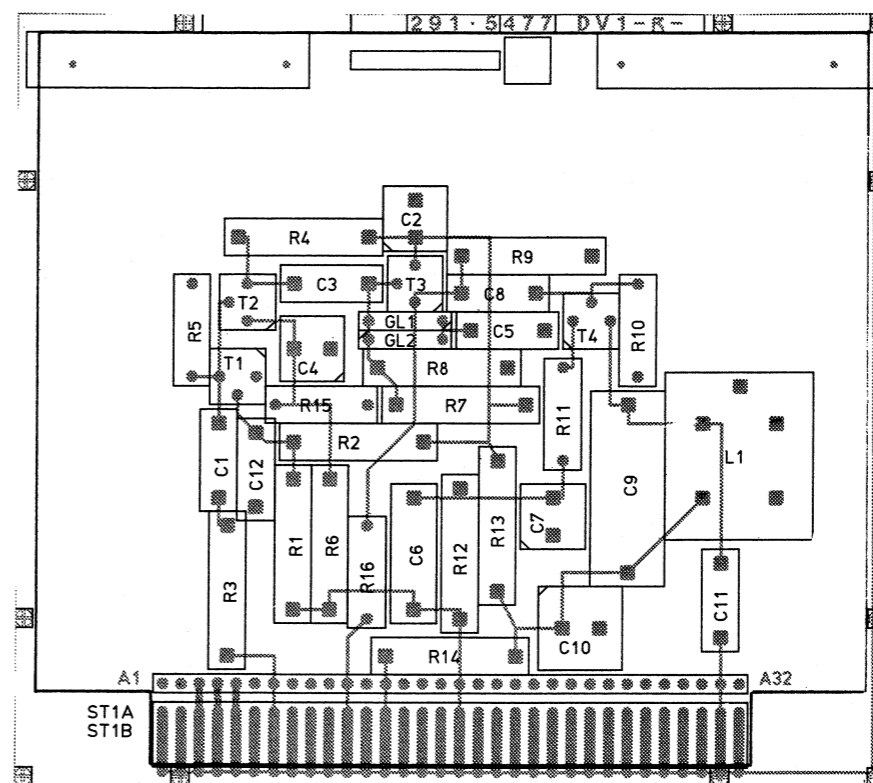 291·5477 DV1-R-
C2
R4
R9
C3
T3
C8
T2
GL1
GL2
C5
T4
R10
R5
C4
T1
R8
R15
R7
R11
R2
C1
C12
C9
L1
R1
R6
R16
C6
R12
R13
C7
R3
C10
C11
R14
A1
A32
ST1A
ST1B